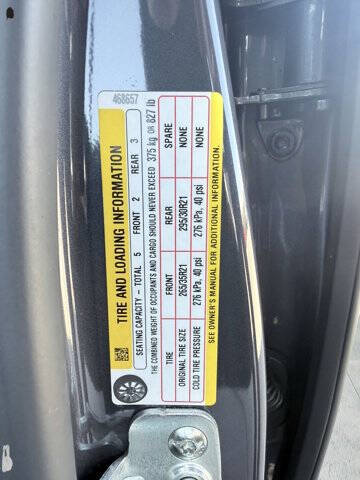 468657
TIRE AND LOADING INFORMATION
SEATING CAPACITY - TOTAL 5 FRONT 2 REAR 3
THE COMBINED WEIGHT OF OCCUPANTS AND CARGO SHOULD NEVER EXCEED 375 kg OR 827 lb
TIRE FRONT REAR SPARE
ORIGINAL TIRE SIZE 265/35R21 295/30R21 NONE
COLD TIRE PRESSURE 276 kPa, 40 psi 276 kPa, 40 psi NONE
SEE OWNER'S MANUAL FOR ADDITIONAL INFORMATION